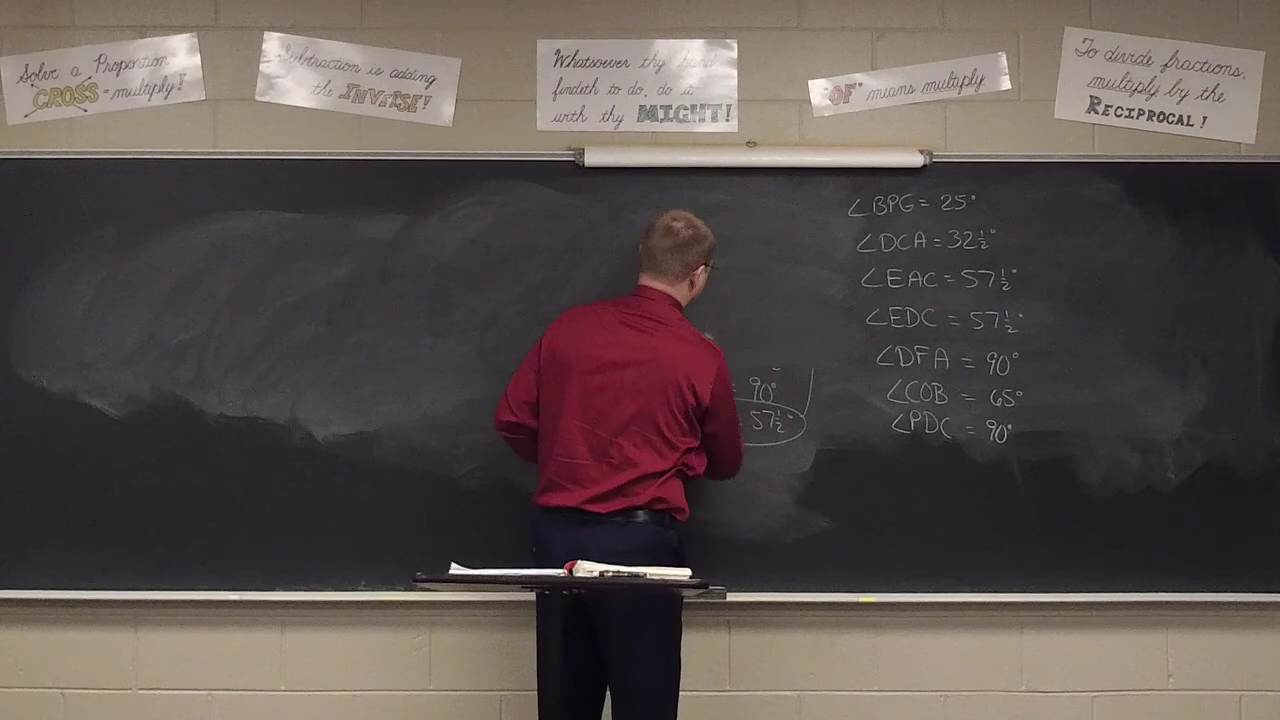 Solve a Proportion
CROSS-multiply!
Subtraction is adding
the INVERSE!
Whatsoever thy hand
findeth to do, do it
with thy MIGHT!
"OF" means multiply
To divide fractions,
multiply by the
RECIPROCAL!
∠BPG = 25°
∠DCA = 32½°
∠EAC = 57½°
∠EDC = 57½°
∠DFA = 90°
∠COB = 65°
∠PDC = 90°
= 90°
= 57½°